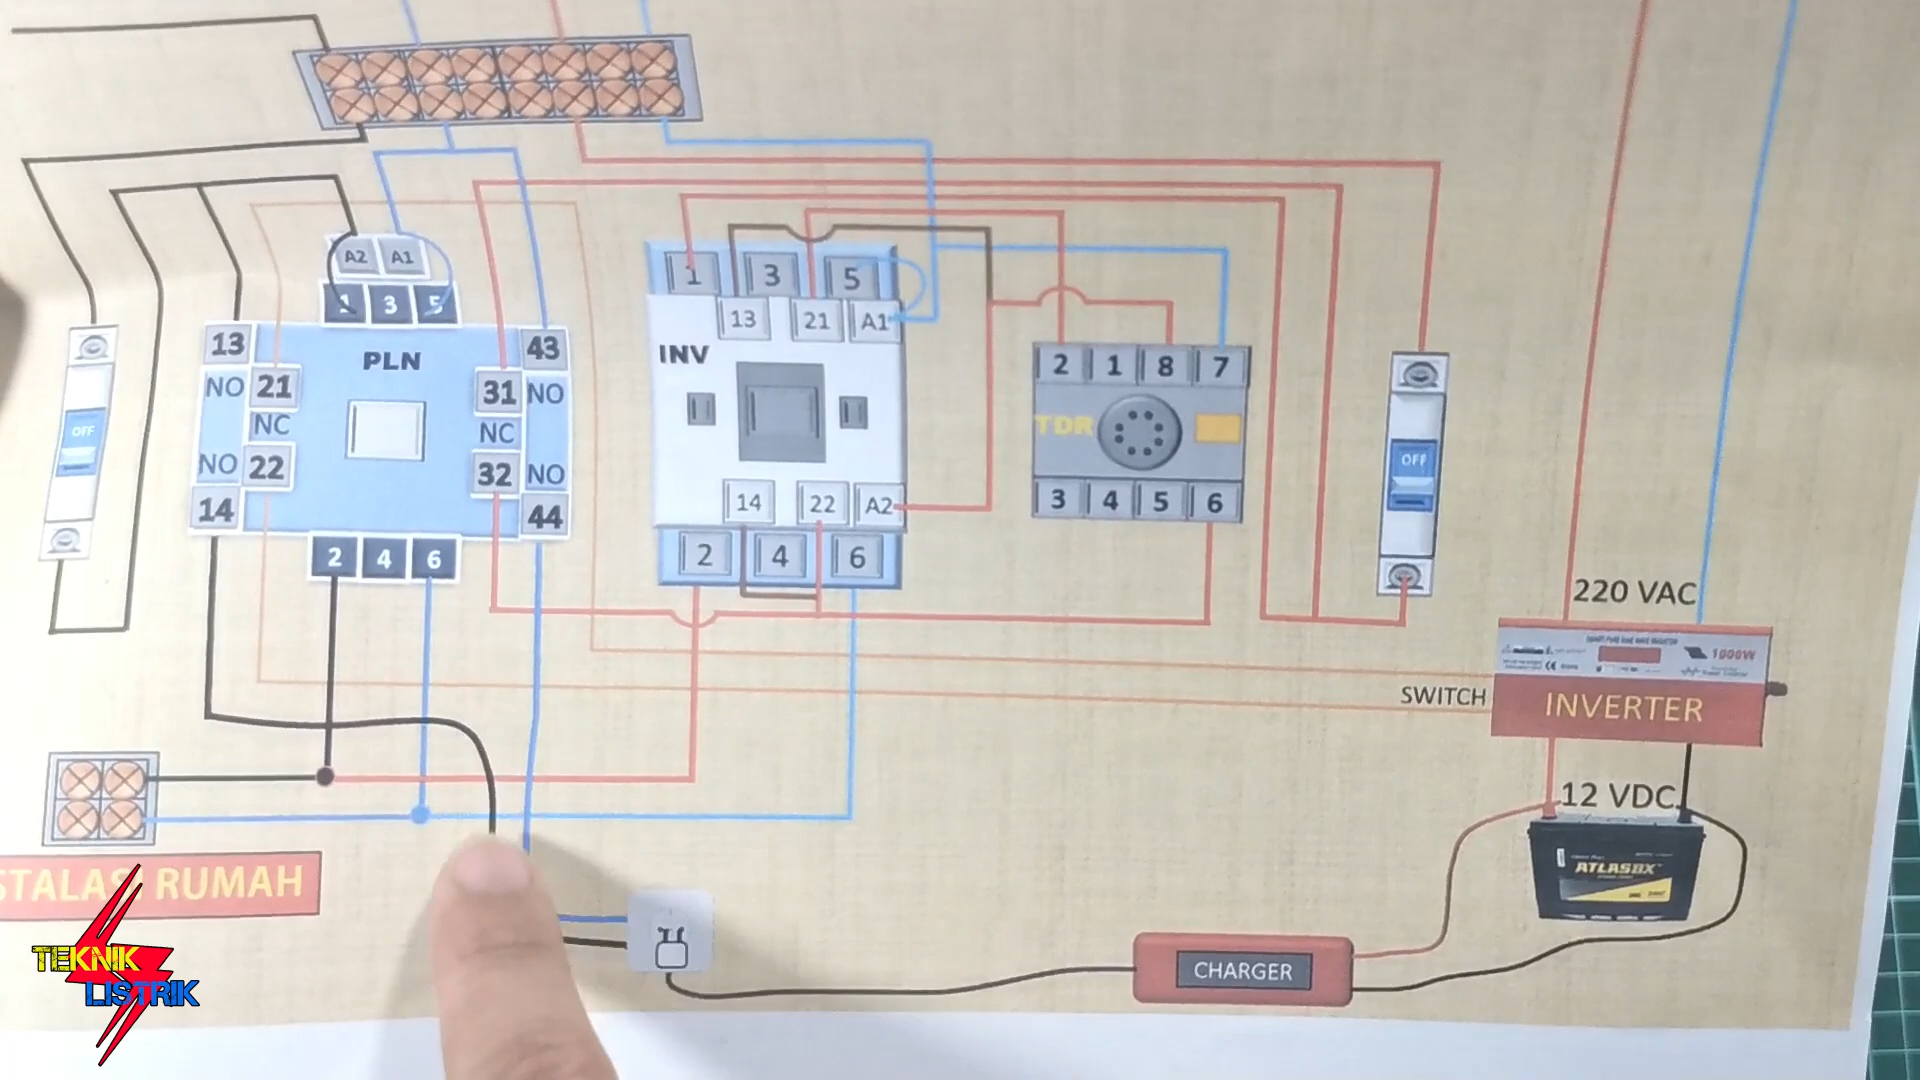 A2 A1
1 3 5
13
PLN
43
NO
21
31
NO
NC
NC
NO
22
32
NO
14
44
2 4 6
OFF
1 3 5
13 21 A1
INV
14 22 A2
2 4 6
2 1 8 7
TDR
3 4 5 6
OFF
220 VAC
1000W
SWITCH
INVERTER
12 VDC
ATLASBX
STALASI RUMAH
TEKNIK
LISTRIK
CHARGER